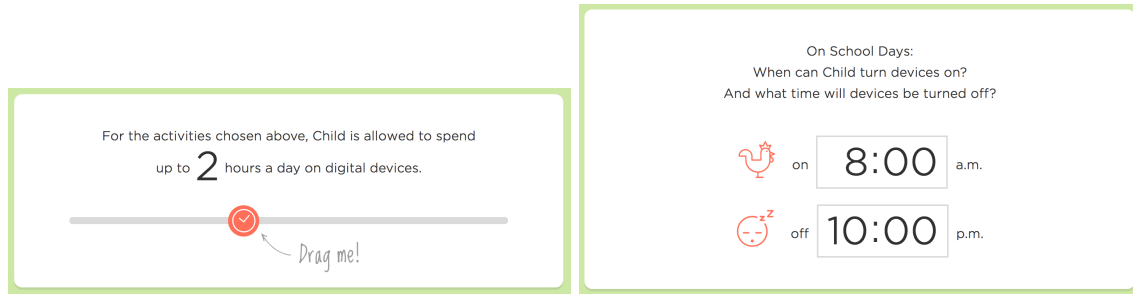 For the activities chosen above, Child is allowed to spend
up to 2 hours a day on digital devices.
Drag me!
On School Days:
When can Child turn devices on?
And what time will devices be turned off?
on 8:00 a.m.
zz
off 10:00 p.m.